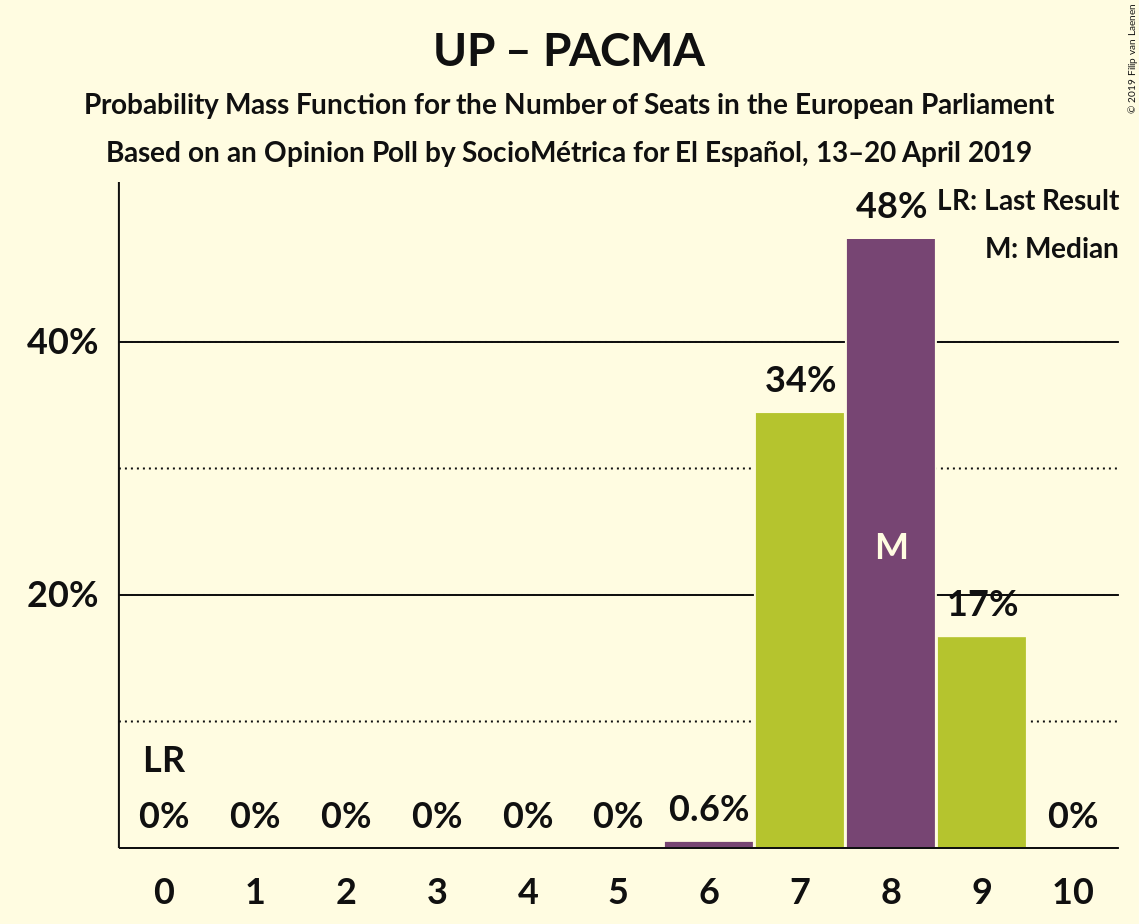 UP – PACMA
Probability Mass Function for the Number of Seats in the European Parliament
Based on an Opinion Poll by SocioMétrica for El Español, 13–20 April 2019
© 2019 Filip van Laenen
LR: Last Result
M: Median
40%
20%
LR
0%
0%
0%
0%
0%
0%
0.6%
34%
48%
M
17%
0%
0 1 2 3 4 5 6 7 8 9 10